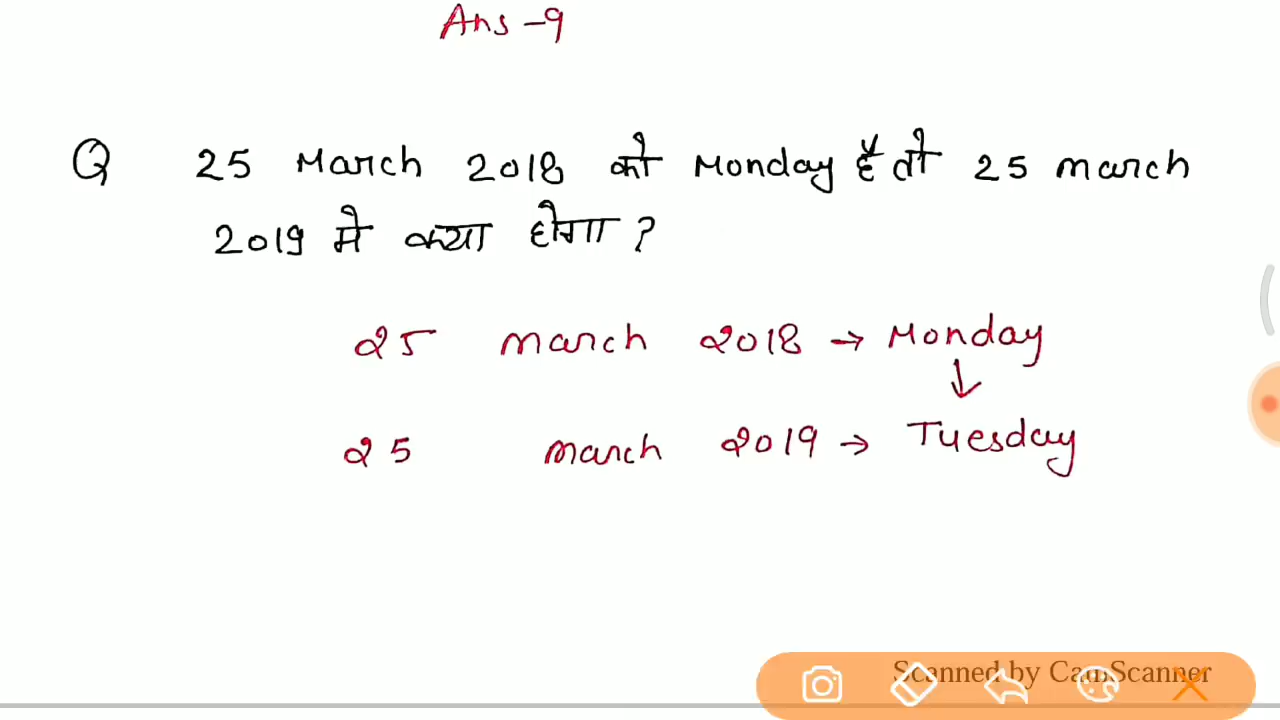 Ans -9
Q 25 March 2018 को Monday है तो 25 march
2019 मे क्या होगा ?
25 march 2018 → Monday
↓
25 march 2019 → Tuesday
Scanned by CamScanner